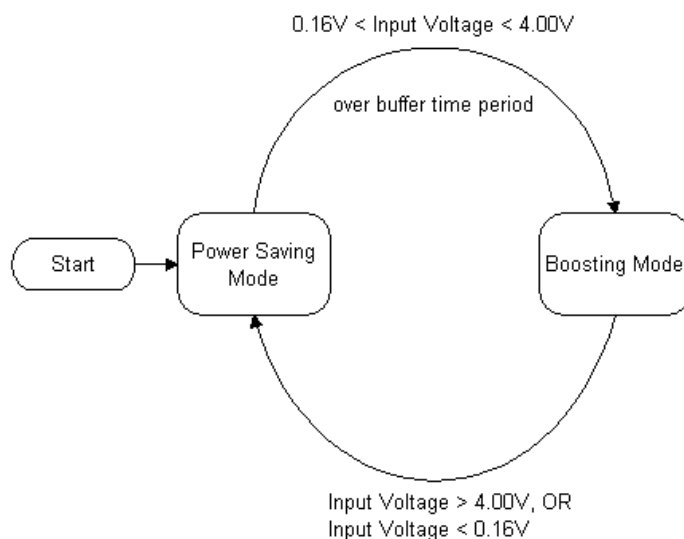 0.16V < Input Voltage < 4.00V
over buffer time period
Start
Power Saving
Mode
Boosting Mode
Input Voltage > 4.00V, OR
Input Voltage < 0.16V